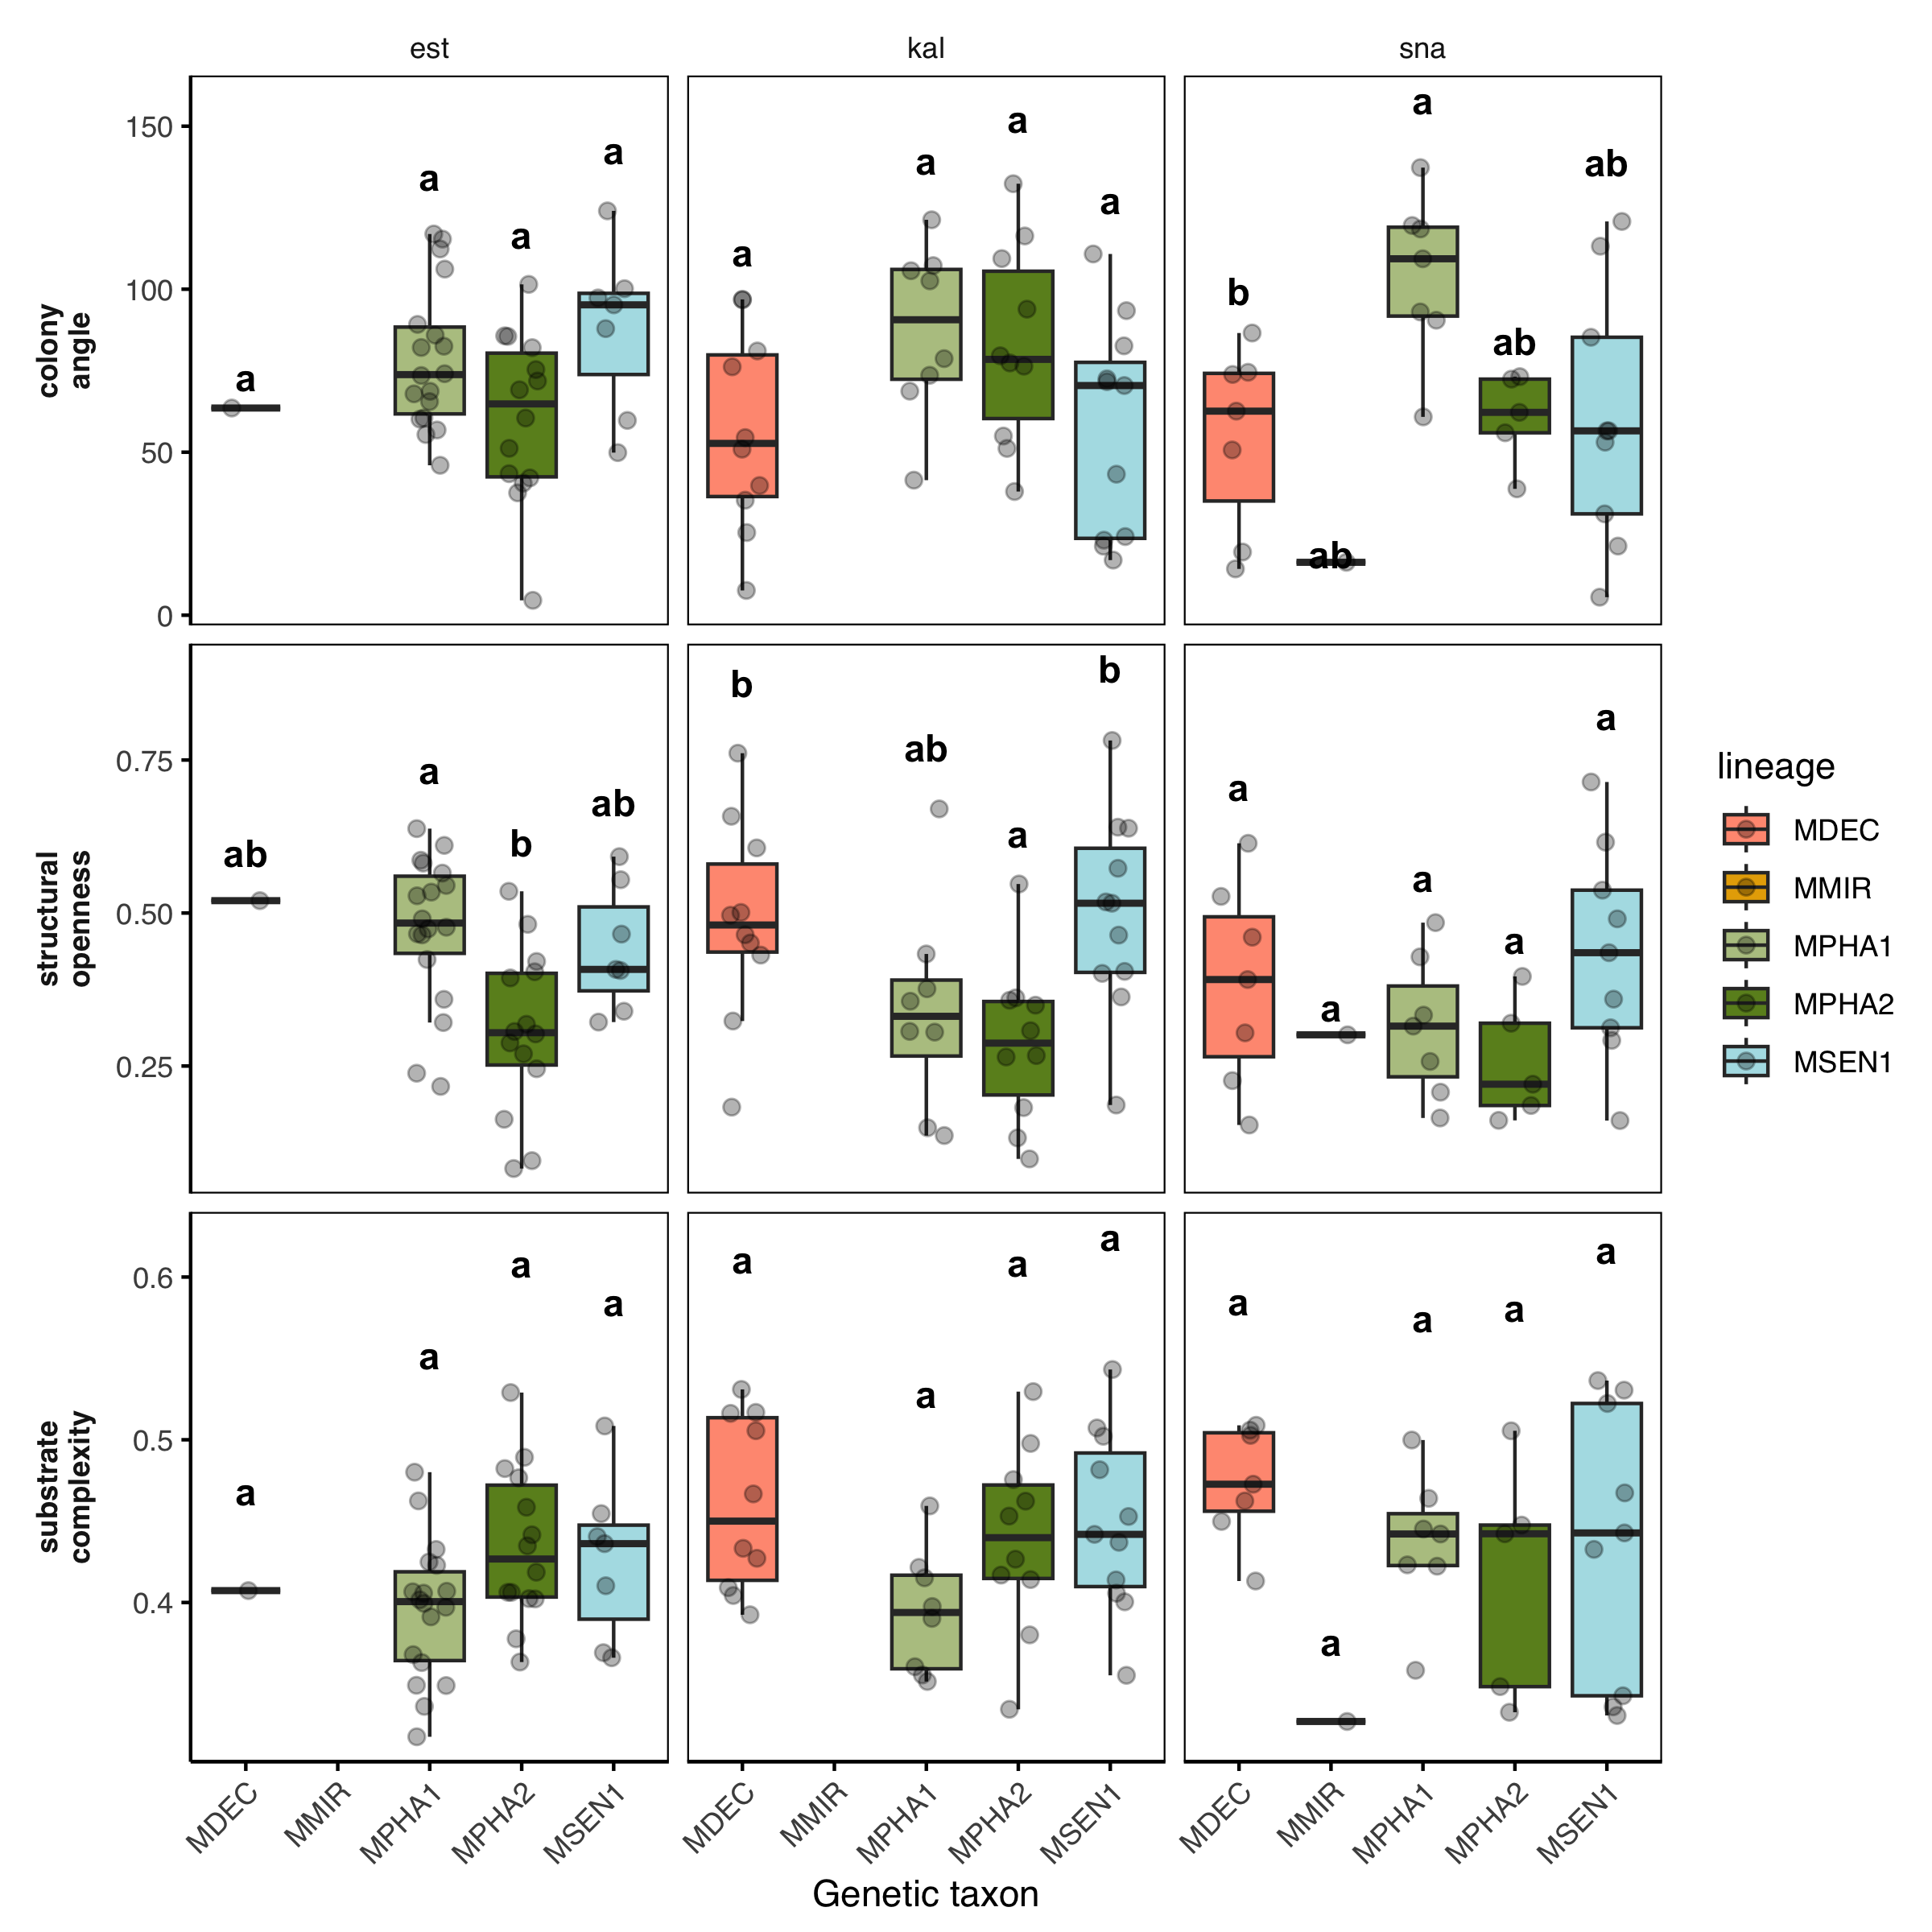 est kal sna
colony
angle
150
100
50
0
a a a a
a a a a
b ab a ab ab
structural
openness
0.75
0.50
0.25
ab a b ab
b ab a b
a a a a a
substrate
complexity
0.6
0.5
0.4
a a a a
a a a a
a a a a a
MDEC MMIR MPHA1 MPHA2 MSEN1
MDEC MMIR MPHA1 MPHA2 MSEN1
MDEC MMIR MPHA1 MPHA2 MSEN1
Genetic taxon
lineage
MDEC
MMIR
MPHA1
MPHA2
MSEN1